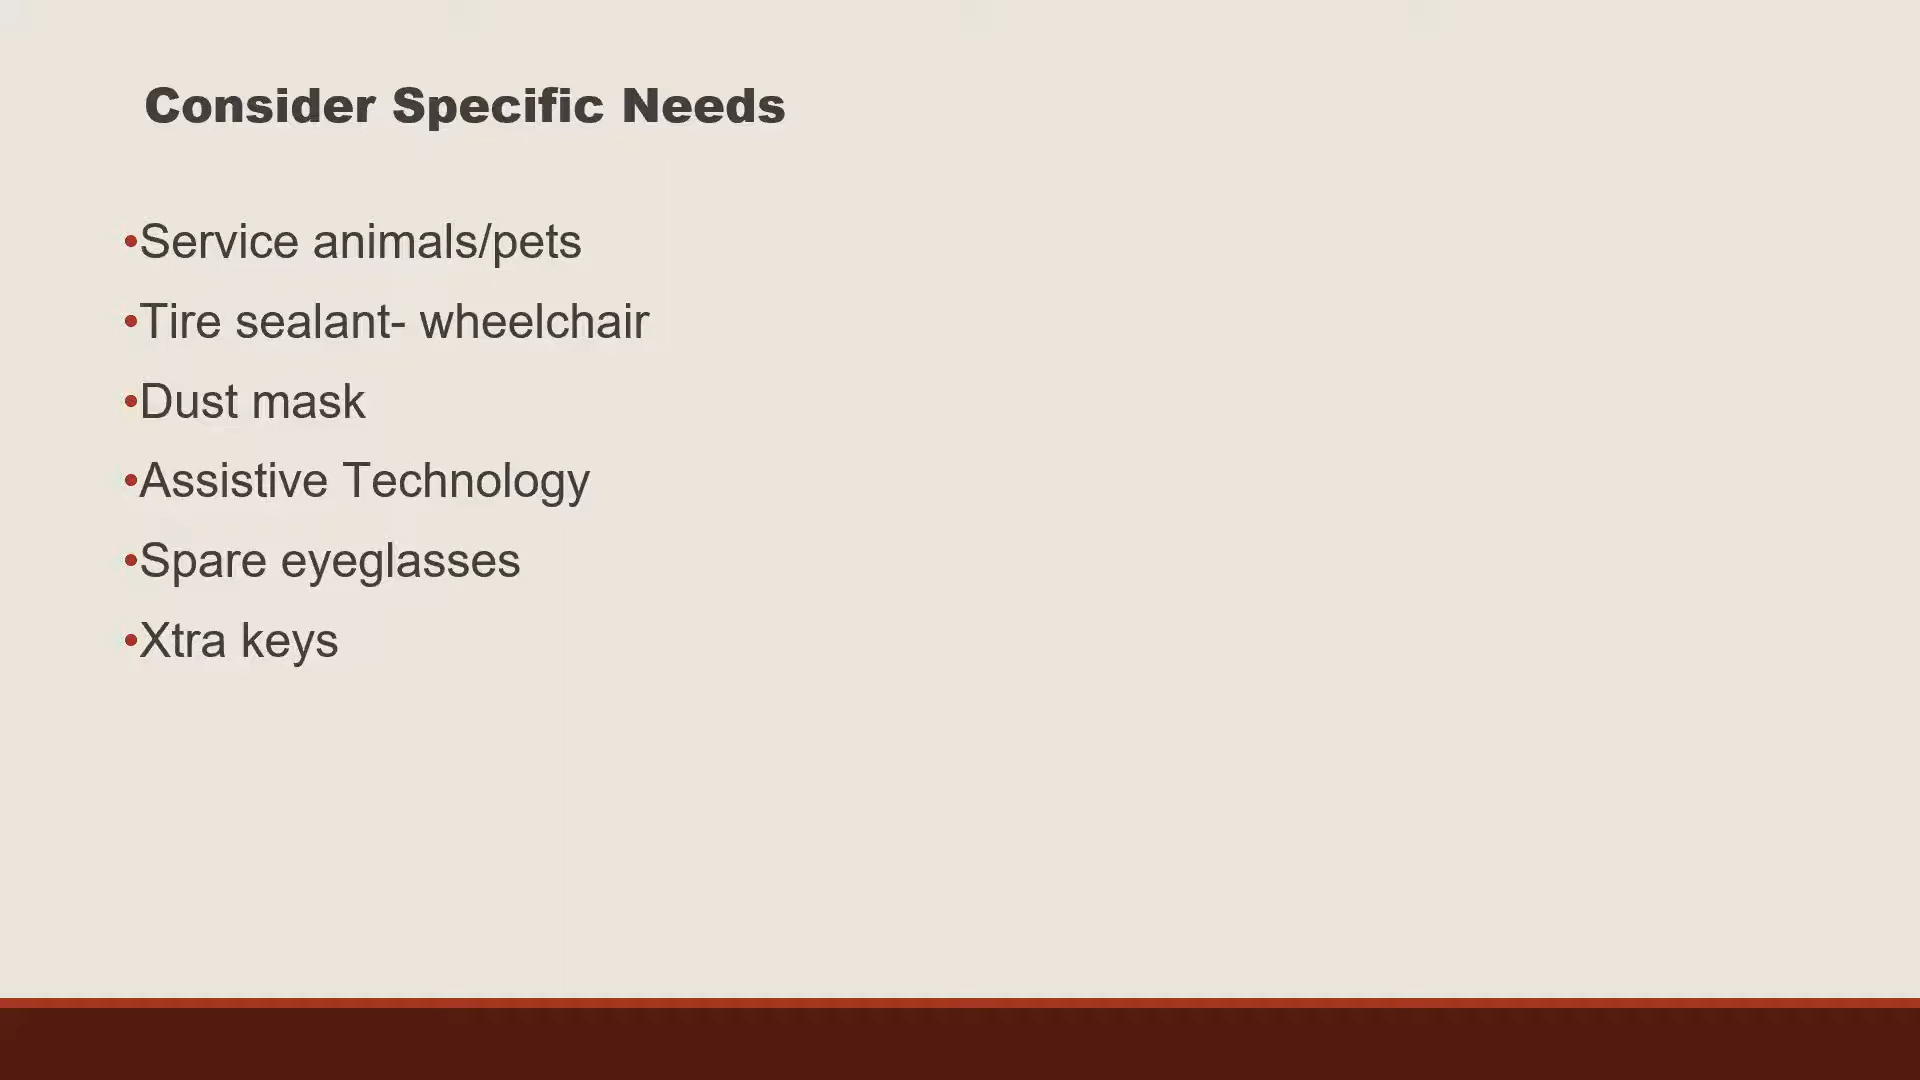 Consider Specific Needs
•Service animals/pets
•Tire sealant- wheelchair
•Dust mask
•Assistive Technology
•Spare eyeglasses
•Xtra keys